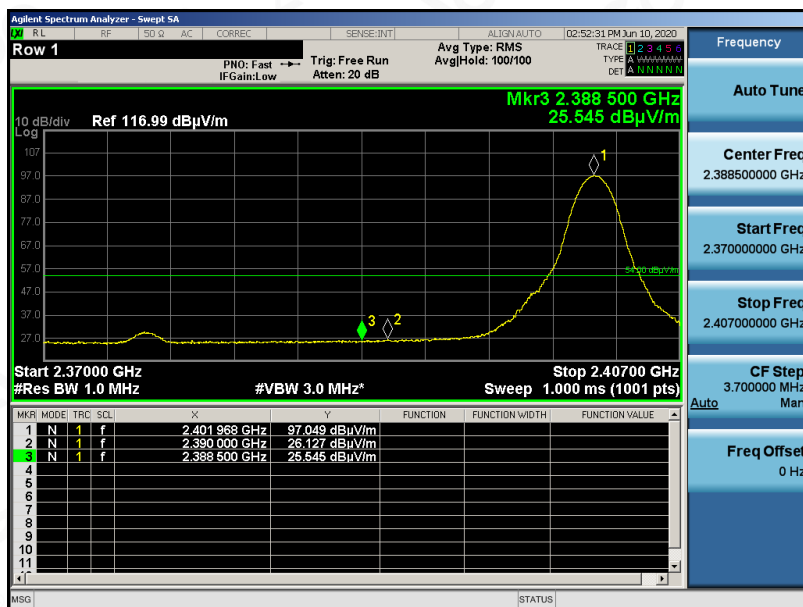 Agilent Spectrum Analyzer - Swept SA
LXI RL RF 50 Ω AC CORREC SENSE:INT ALIGN AUTO 02:52:31 PM Jun 10, 2020
Row 1
PNO: Fast
IFGain:Low
Trig: Free Run
Atten: 20 dB
Avg Type: RMS
Avg|Hold: 100/100
TRACE 1 2 3 4 5 6
TYPE A WWWWW
DET A N N N N N
Mkr3 2.388 500 GHz
25.545 dBµV/m
10 dB/div Ref 116.99 dBµV/m
Log
107
97.0
87.0
77.0
67.0
57.0
47.0
37.0
27.0
1
54.00 dBµV/m
3
2
Start 2.37000 GHz Stop 2.40700 GHz
#Res BW 1.0 MHz #VBW 3.0 MHz* Sweep 1.000 ms (1001 pts)
MKR MODE TRC SCL X Y FUNCTION FUNCTION WIDTH FUNCTION VALUE
1 N 1 f 2.401 968 GHz 97.049 dBµV/m
2 N 1 f 2.390 000 GHz 26.127 dBµV/m
3 N 1 f 2.388 500 GHz 25.545 dBµV/m
4
5
6
7
8
9
10
11
MSG STATUS
Frequency
Auto Tune
Center Freq
2.388500000 GHz
Start Freq
2.370000000 GHz
Stop Freq
2.407000000 GHz
CF Step
3.700000 MHz
Auto Man
Freq Offset
0 Hz